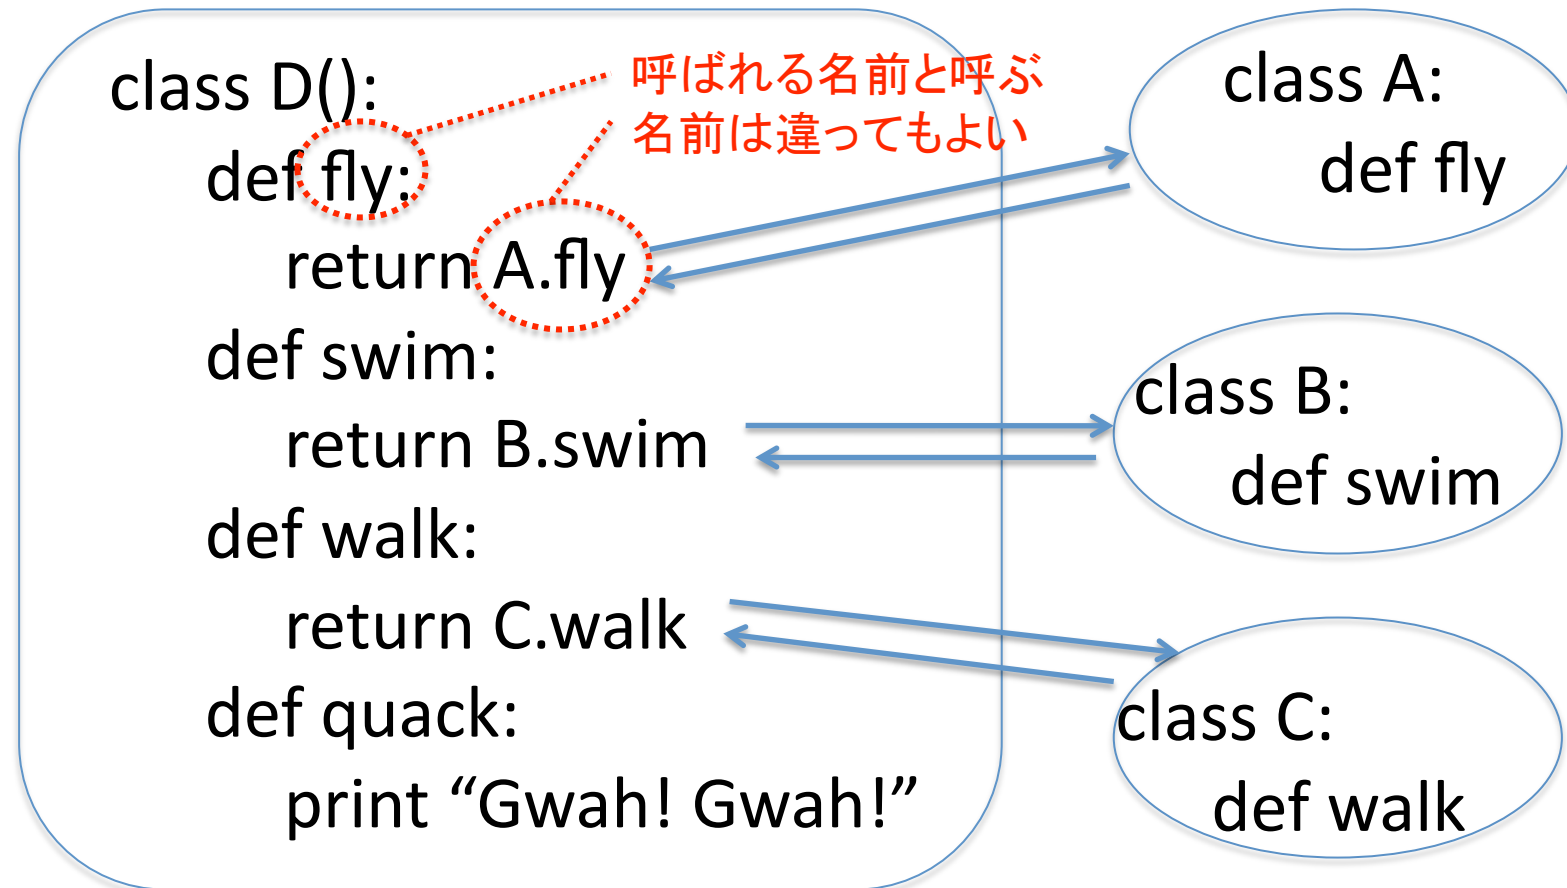 class D():
def fly:
return A.fly
def swim:
return B.swim
def walk:
return C.walk
def quack:
print “Gwah! Gwah!”
呼ばれる名前と呼ぶ
名前は違ってもよい
class A:
def fly
class B:
def swim
class C:
def walk